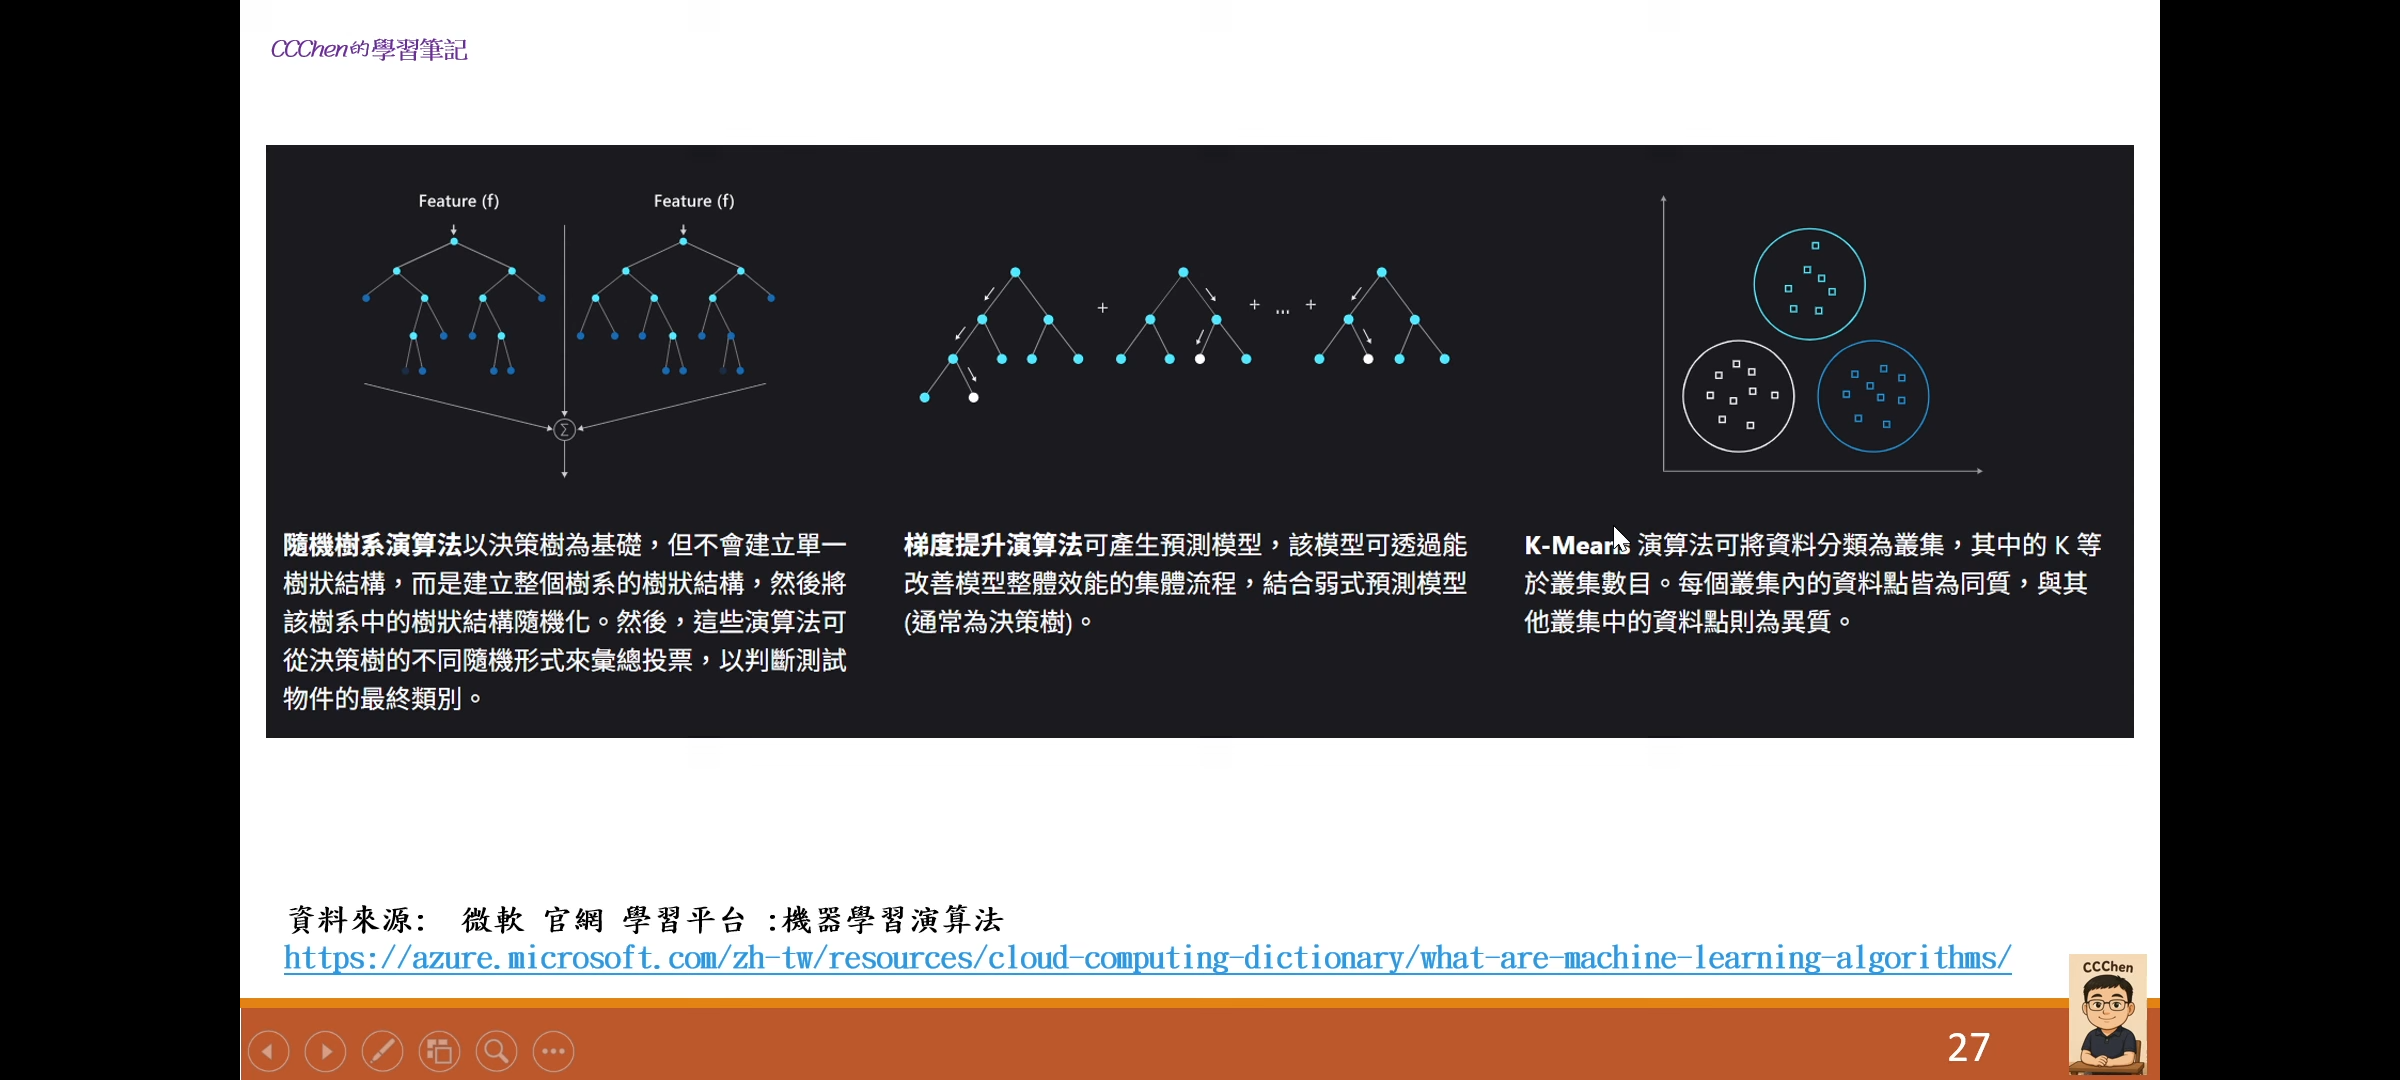 CCChen的學習筆記
Feature (f)
Feature (f)
Σ
+
+ ... +
隨機樹系演算法以決策樹為基礎，但不會建立單一
樹狀結構，而是建立整個樹系的樹狀結構，然後將
該樹系中的樹狀結構隨機化。然後，這些演算法可
從決策樹的不同隨機形式來彙總投票，以判斷測試
物件的最終類別。
梯度提升演算法可產生預測模型，該模型可透過能
改善模型整體效能的集體流程，結合弱式預測模型
(通常為決策樹)。
K-Means 演算法可將資料分類為叢集，其中的 K 等
於叢集數目。每個叢集內的資料點皆為同質，與其
他叢集中的資料點則為異質。
資料來源: 微軟 官網 學習平台 :機器學習演算法
https://azure.microsoft.com/zh-tw/resources/cloud-computing-dictionary/what-are-machine-learning-algorithms/
CCChen
27